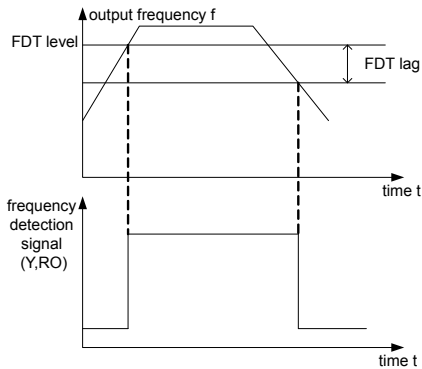 output frequency f
FDT level
FDT lag
time t
frequency
detection
signal
(Y,RO)
time t